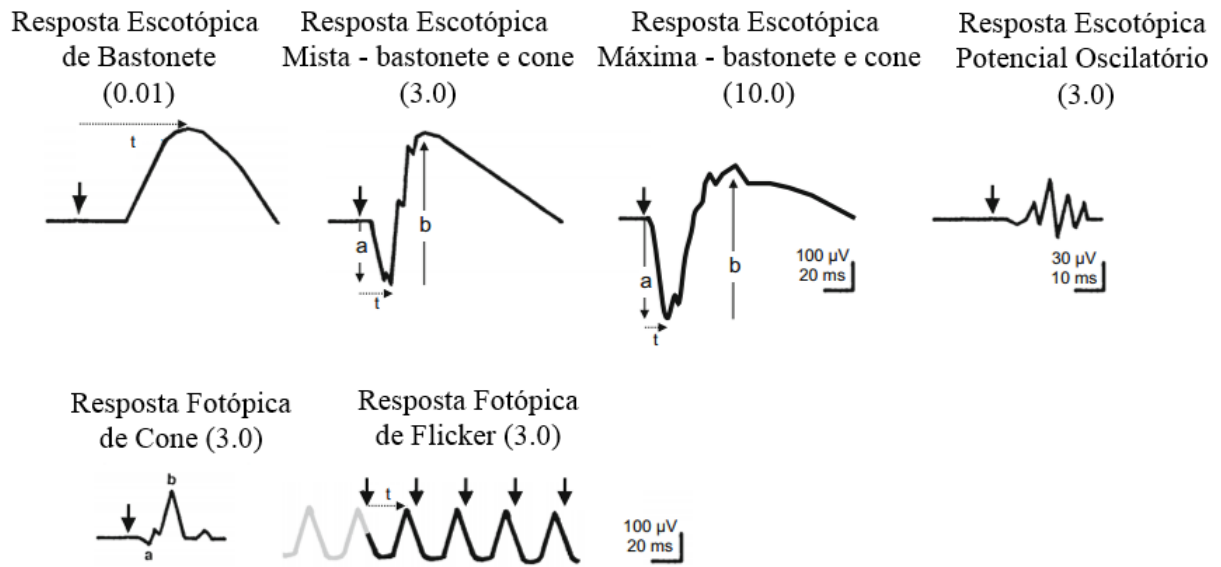 Resposta Escotópica
de Bastonete
(0.01)
Resposta Escotópica
Mista - bastonete e cone
(3.0)
Resposta Escotópica
Máxima - bastonete e cone
(10.0)
Resposta Escotópica
Potencial Oscilatório
(3.0)
t
a
b
t
a
b
t
100 µV
20 ms
30 µV
10 ms
Resposta Fotópica
de Cone (3.0)
Resposta Fotópica
de Flicker (3.0)
b
a
t
100 µV
20 ms